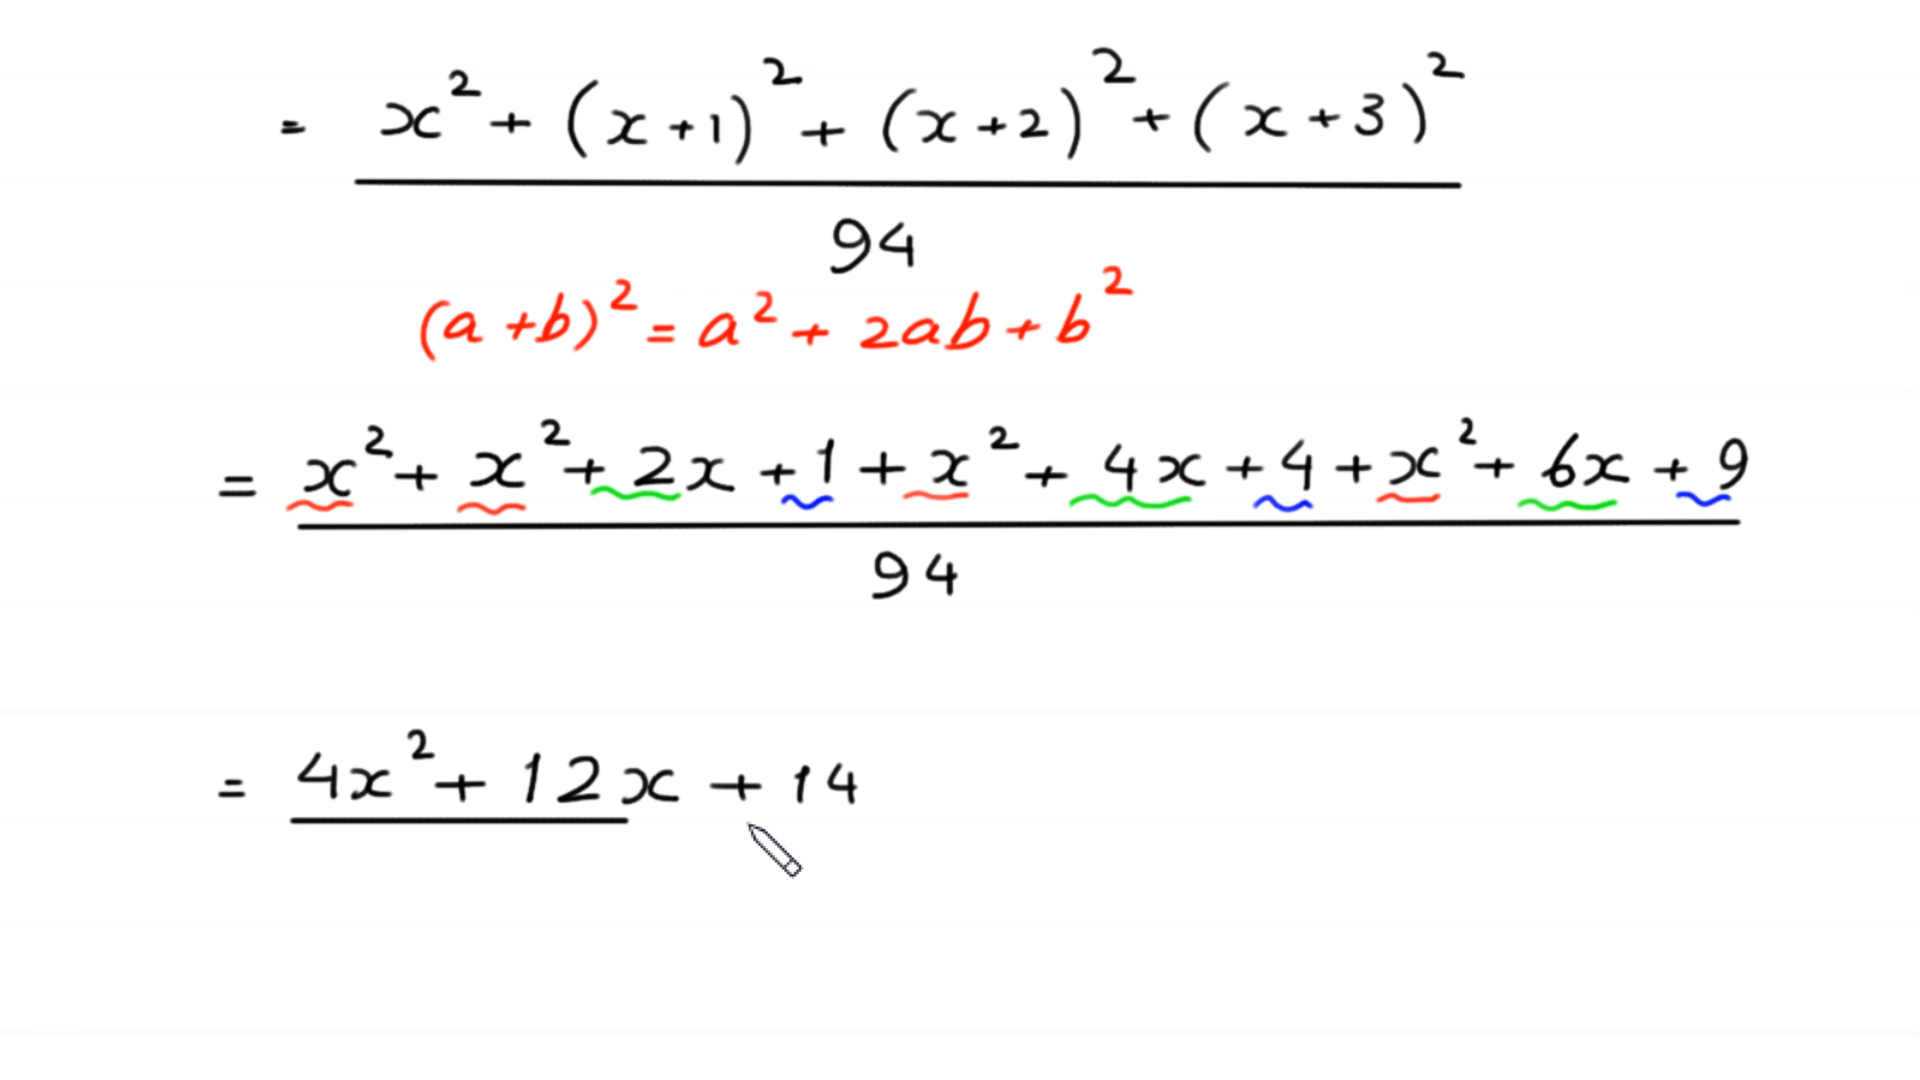 = x² + (x+1)² + (x+2)² + (x+3)²
94
(a+b)² = a² + 2ab + b²
= x² + x² + 2x + 1 + x² + 4x + 4 + x² + 6x + 9
94
= 4x² + 12x + 14